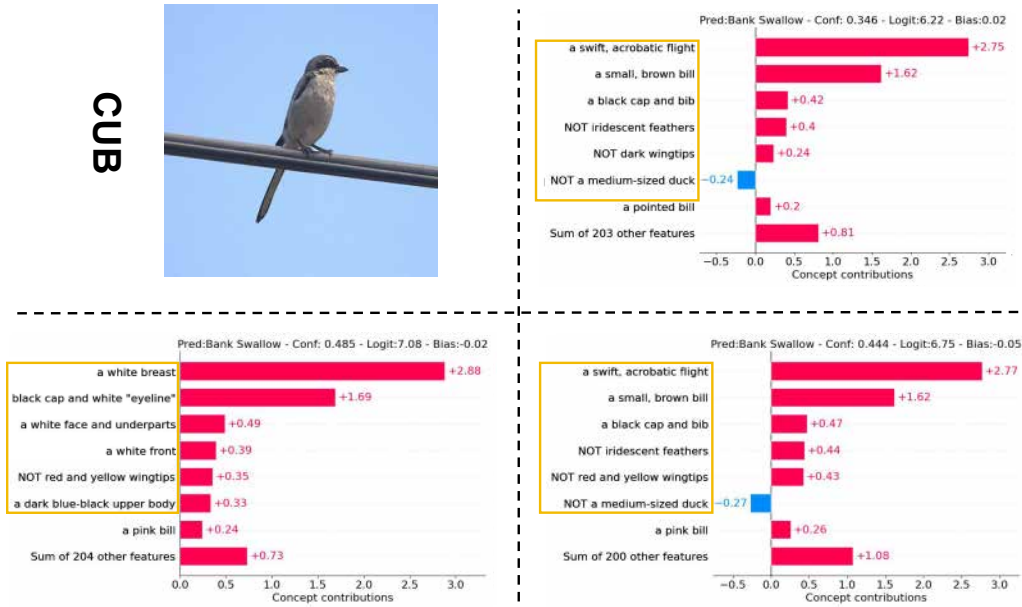 CUB
Pred:Bank Swallow - Conf: 0.346 - Logit:6.22 - Bias:0.02
a swift, acrobatic flight
+2.75
a small, brown bill
+1.62
a black cap and bib
+0.42
NOT iridescent feathers
+0.4
NOT dark wingtips
+0.24
NOT a medium-sized duck
−0.24
a pointed bill
+0.2
Sum of 203 other features
+0.81
−0.5 0.0 0.5 1.0 1.5 2.0 2.5 3.0
Concept contributions
Pred:Bank Swallow - Conf: 0.485 - Logit:7.08 - Bias:-0.02
a white breast
+2.88
black cap and white "eyeline"
+1.69
a white face and underparts
+0.49
a white front
+0.39
NOT red and yellow wingtips
+0.35
a dark blue-black upper body
+0.33
a pink bill
+0.24
Sum of 204 other features
+0.73
0.0 0.5 1.0 1.5 2.0 2.5 3.0
Concept contributions
Pred:Bank Swallow - Conf: 0.444 - Logit:6.75 - Bias:-0.05
a swift, acrobatic flight
+2.77
a small, brown bill
+1.62
a black cap and bib
+0.47
NOT iridescent feathers
+0.44
NOT red and yellow wingtips
+0.43
NOT a medium-sized duck
−0.27
a pink bill
+0.26
Sum of 200 other features
+1.08
−0.5 0.0 0.5 1.0 1.5 2.0 2.5 3.0
Concept contributions